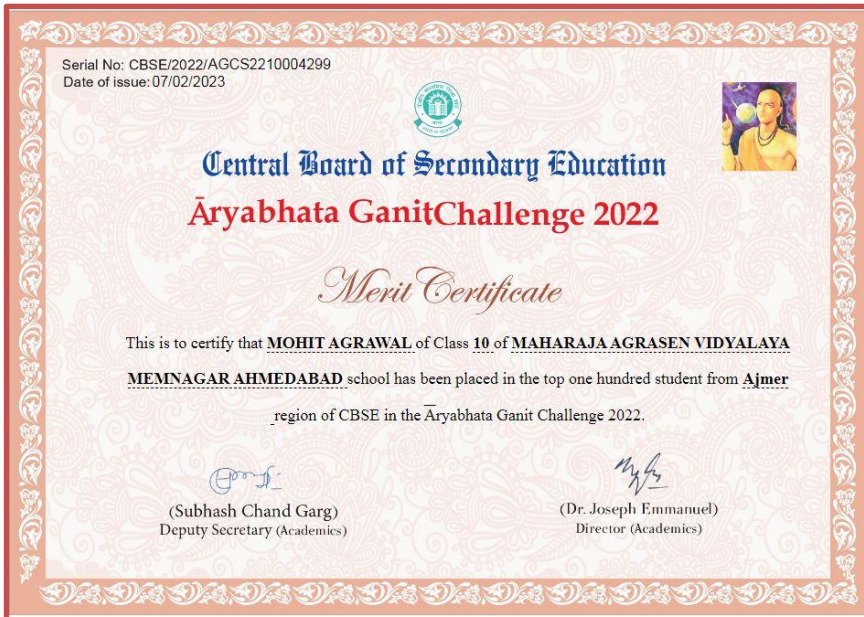 Serial No: CBSE/2022/AGCS2210004299
Date of issue: 07/02/2023
Central Board of Secondary Education
Āryabhata GanitChallenge 2022
Merit Certificate
This is to certify that MOHIT AGRAWAL of Class 10 of MAHARAJA AGRASEN VIDYALAYA
MEMNAGAR AHMEDABAD school has been placed in the top one hundred student from Ajmer
region of CBSE in the Āryabhata Ganit Challenge 2022.
(Subhash Chand Garg)
Deputy Secretary (Academics)
(Dr. Joseph Emmanuel)
Director (Academics)